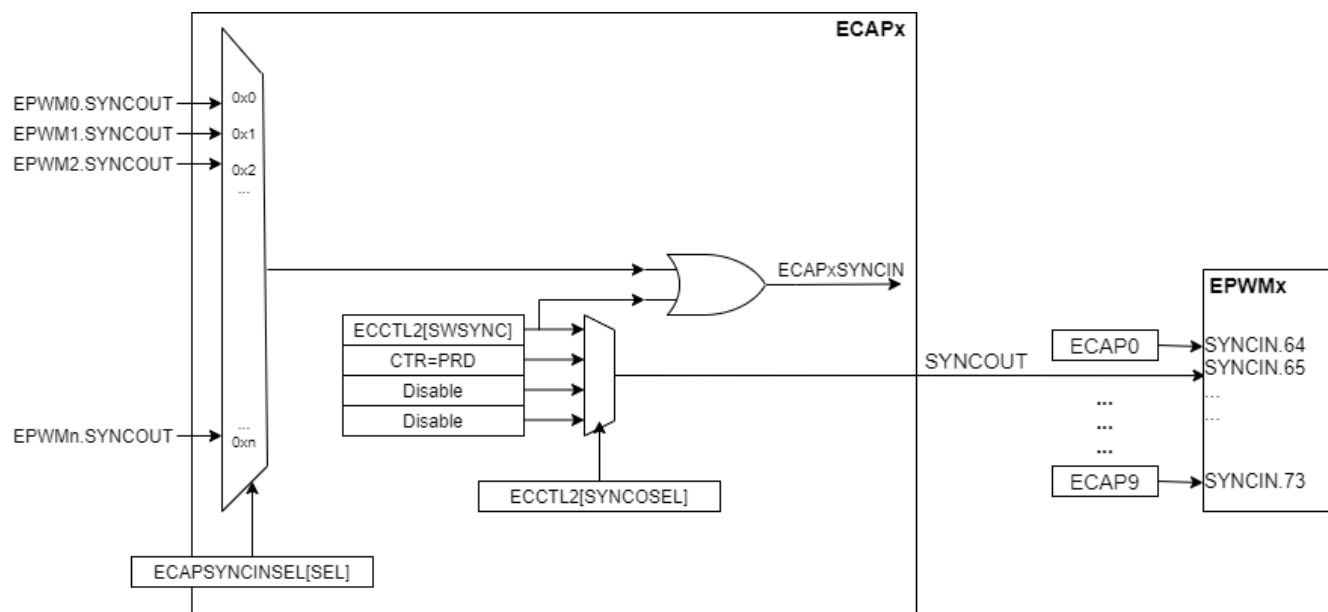 ECAPx
EPWM0.SYNCOUT
0x0
EPWM1.SYNCOUT
0x1
EPWM2.SYNCOUT
0x2
...
ECAPxSYNCIN
EPWMx
ECCTL2[SWSYNC]
CTR=PRD
Disable
Disable
SYNCOUT
ECAP0
SYNCIN.64
SYNCIN.65
...
...
...
...
...
EPWMn.SYNCOUT
...
0xn
ECCTL2[SYNCOSEL]
ECAP9
SYNCIN.73
ECAPSYNCINSEL[SEL]